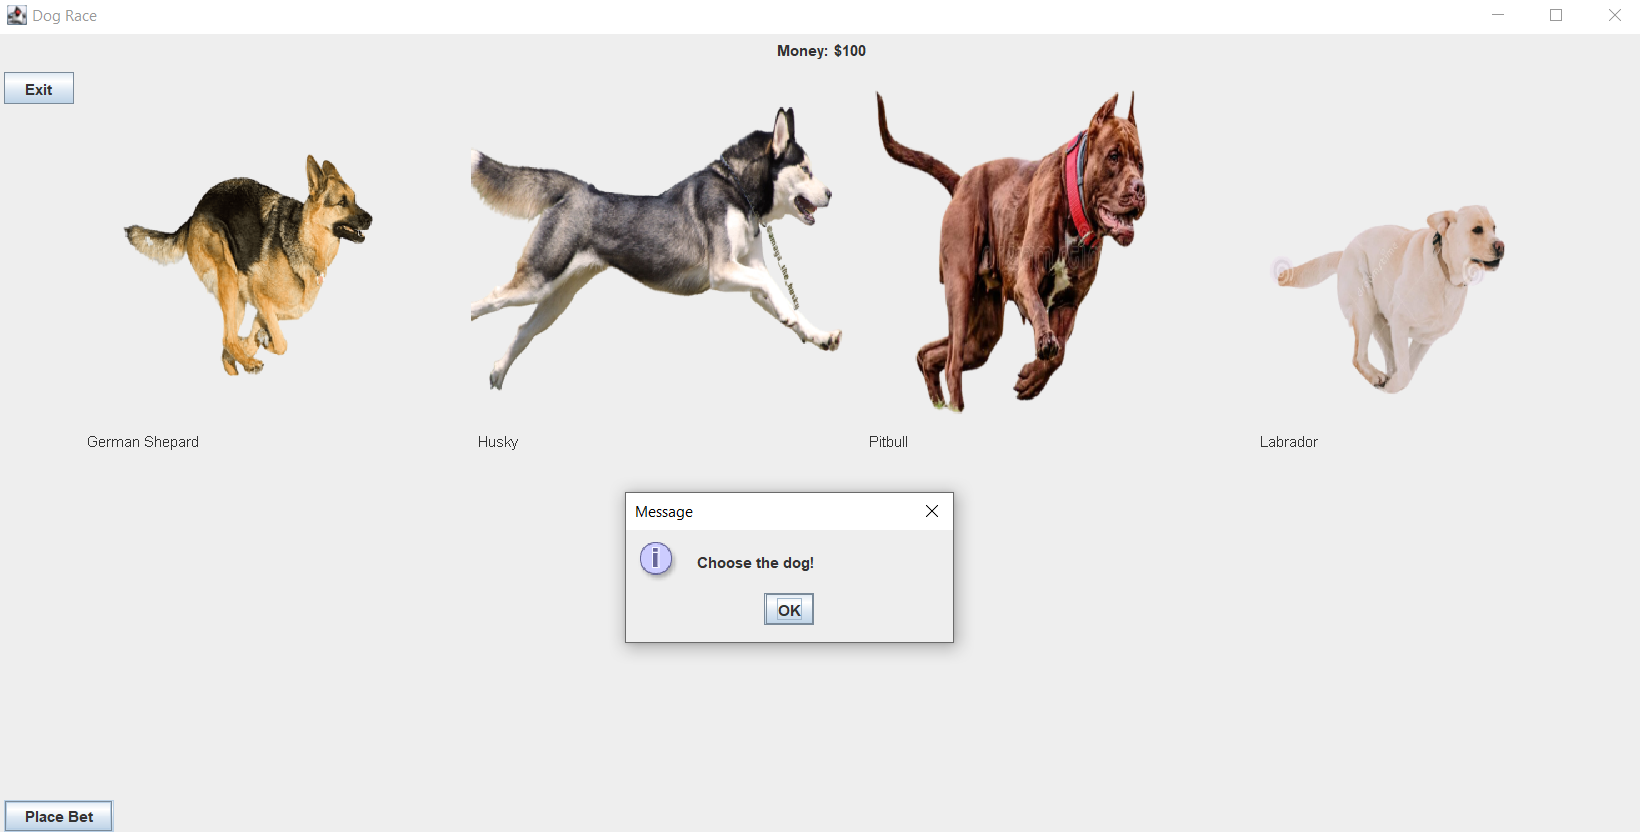 Dog Race
Money: $100
Exit
German Shepard
Husky
Pitbull
Labrador
Message
i
Choose the dog!
OK
Place Bet